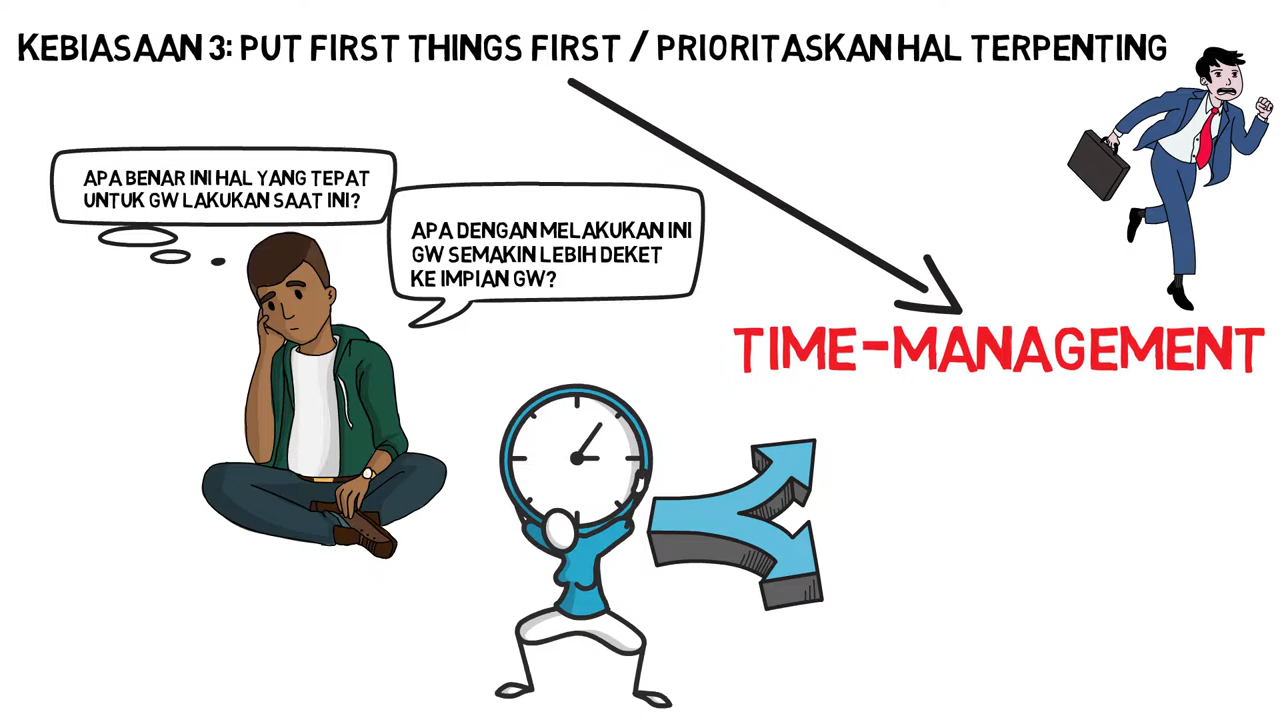 KEBIASAAN 3: PUT FIRST THINGS FIRST / PRIORITASKAN HAL TERPENTING
APA BENAR INI HAL YANG TEPAT
UNTUK GW LAKUKAN SAAT INI?
APA DENGAN MELAKUKAN INI
GW SEMAKIN LEBIH DEKET
KE IMPIAN GW?
TIME-MANAGEMENT